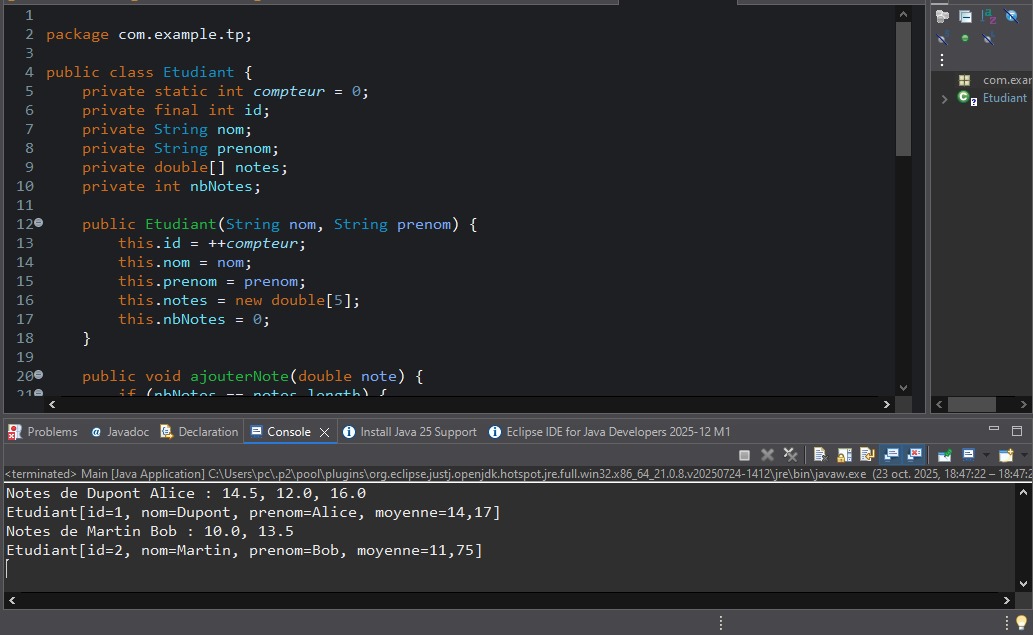 1
2 package com.example.tp;
3
4 public class Etudiant {
5 private static int compteur = 0;
6 private final int id;
7 private String nom;
8 private String prenom;
9 private double[] notes;
10 private int nbNotes;
11
12 public Etudiant(String nom, String prenom) {
13 this.id = ++compteur;
14 this.nom = nom;
15 this.prenom = prenom;
16 this.notes = new double[5];
17 this.nbNotes = 0;
18 }
19
20 public void ajouterNote(double note) {
21 if (nbNotes == notes.length) {
com.exar
Etudiant
Problems Javadoc Declaration Console Install Java 25 Support Eclipse IDE for Java Developers 2025-12 M1
<terminated> Main [Java Application] C:\Users\pc\.p2\pool\plugins\org.eclipse.justj.openjdk.hotspot.jre.full.win32.x86_64_21.0.8.v20250724-1412\jre\bin\javaw.exe (23 oct. 2025, 18:47:22 – 18:47:2
Notes de Dupont Alice : 14.5, 12.0, 16.0
Etudiant[id=1, nom=Dupont, prenom=Alice, moyenne=14,17]
Notes de Martin Bob : 10.0, 13.5
Etudiant[id=2, nom=Martin, prenom=Bob, moyenne=11,75]